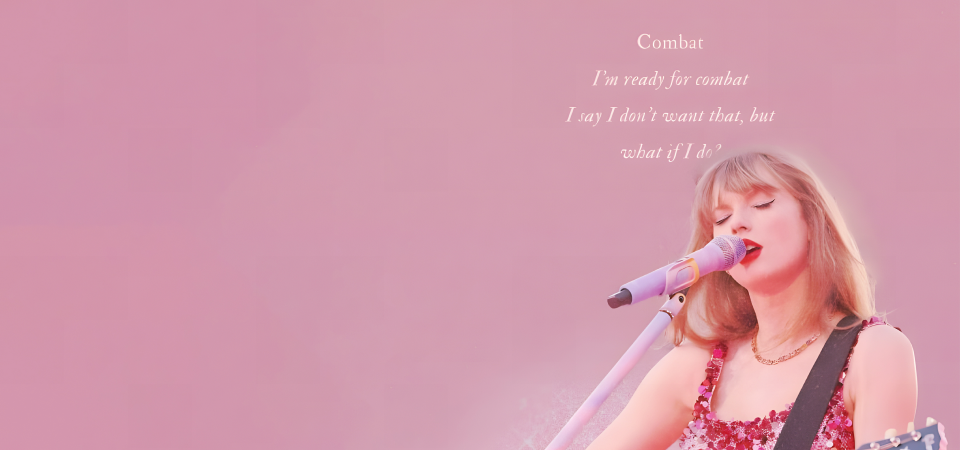 Combat
I'm ready for combat
I say I don't want that, but
what if I do?